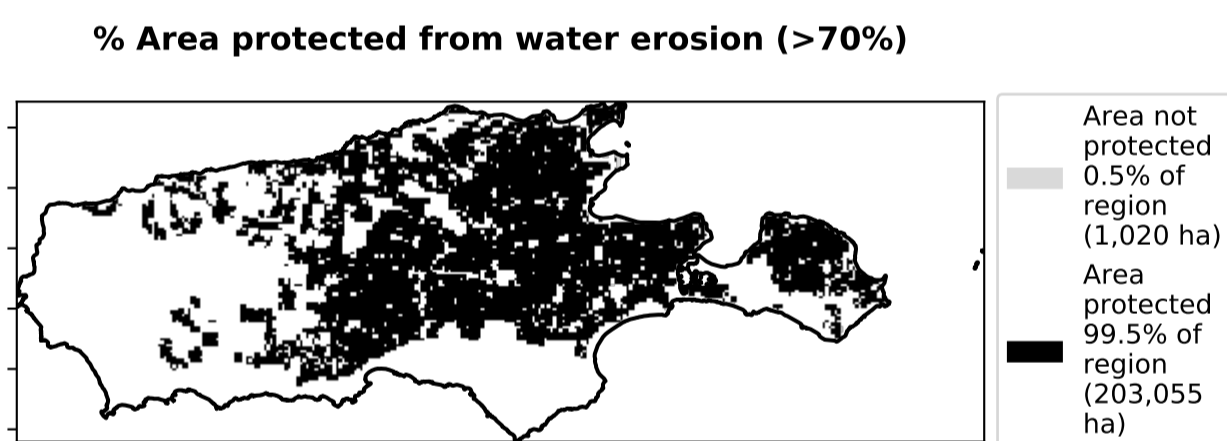 % Area protected from water erosion (>70%)
Area not
protected
0.5% of
region
(1,020 ha)
Area
protected
99.5% of
region
(203,055
ha)